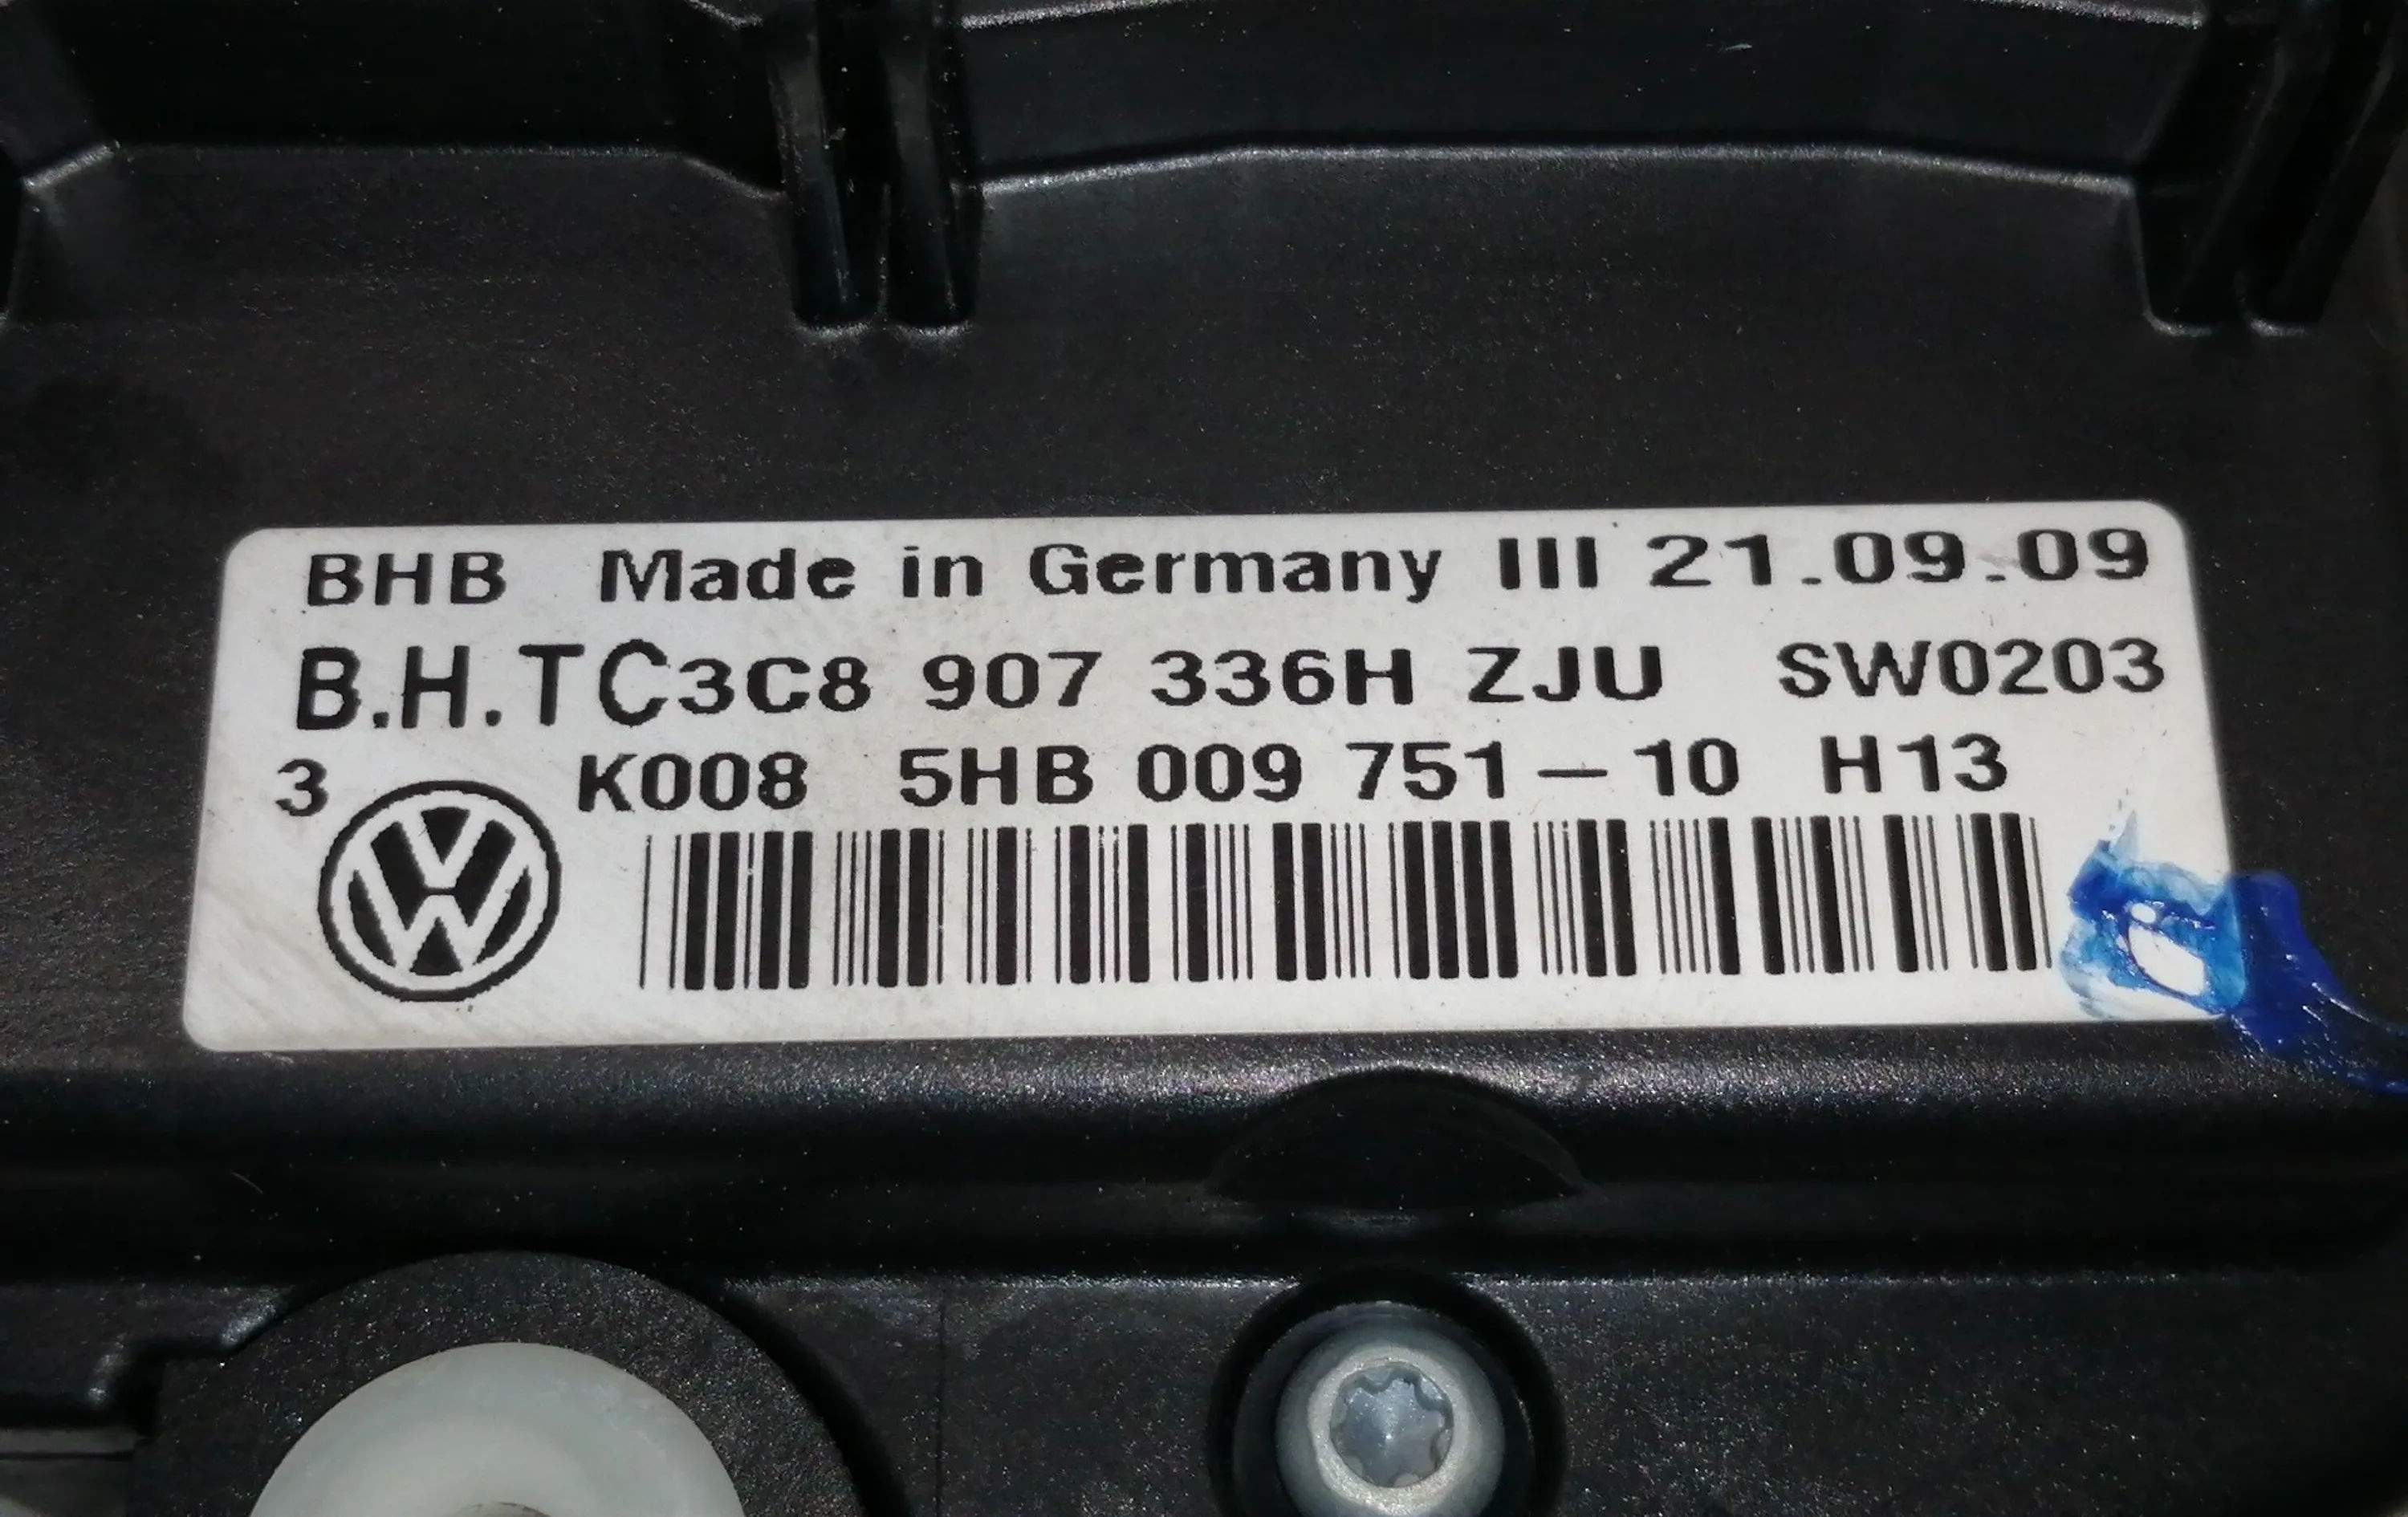 BHB Made in Germany III 21.09.09
B.H.TC3C8 907 336H ZJU SW0203
3 K008 5HB 009 751-10 H13